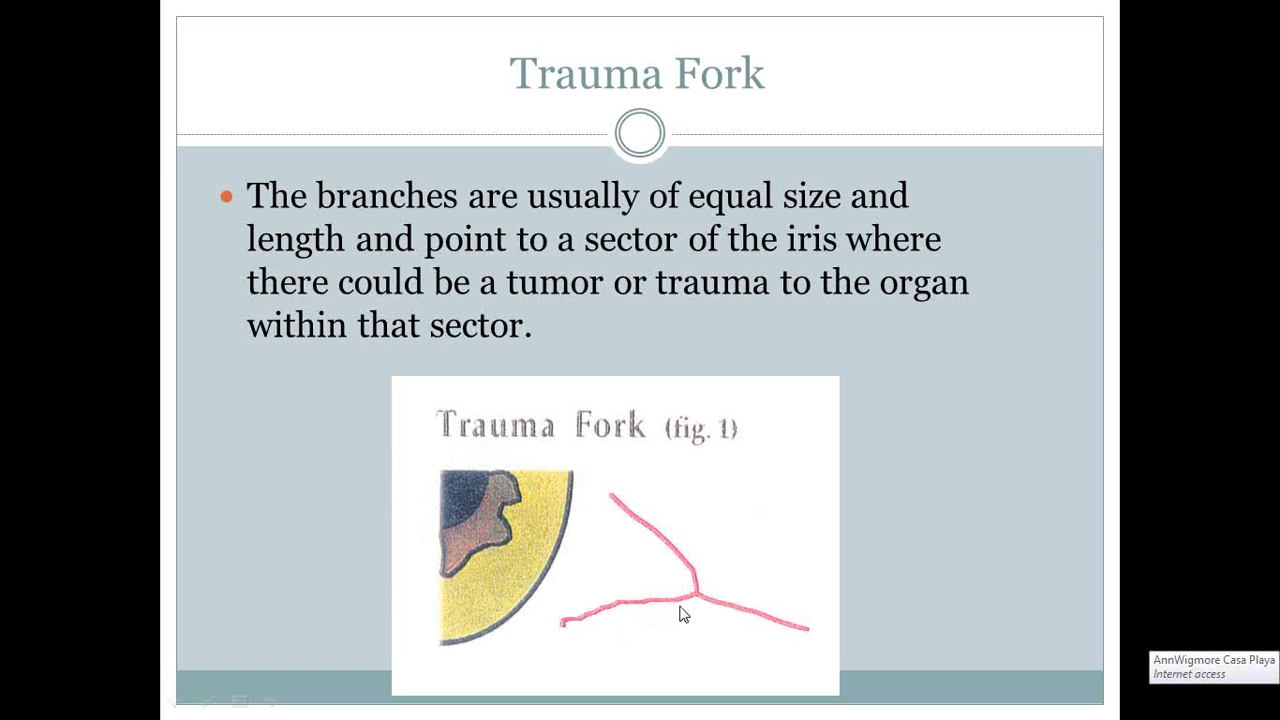 Trauma Fork
The branches are usually of equal size and
length and point to a sector of the iris where
there could be a tumor or trauma to the organ
within that sector.
Trauma Fork (fig. 1)
AnnWigmore Casa Playa
Internet access